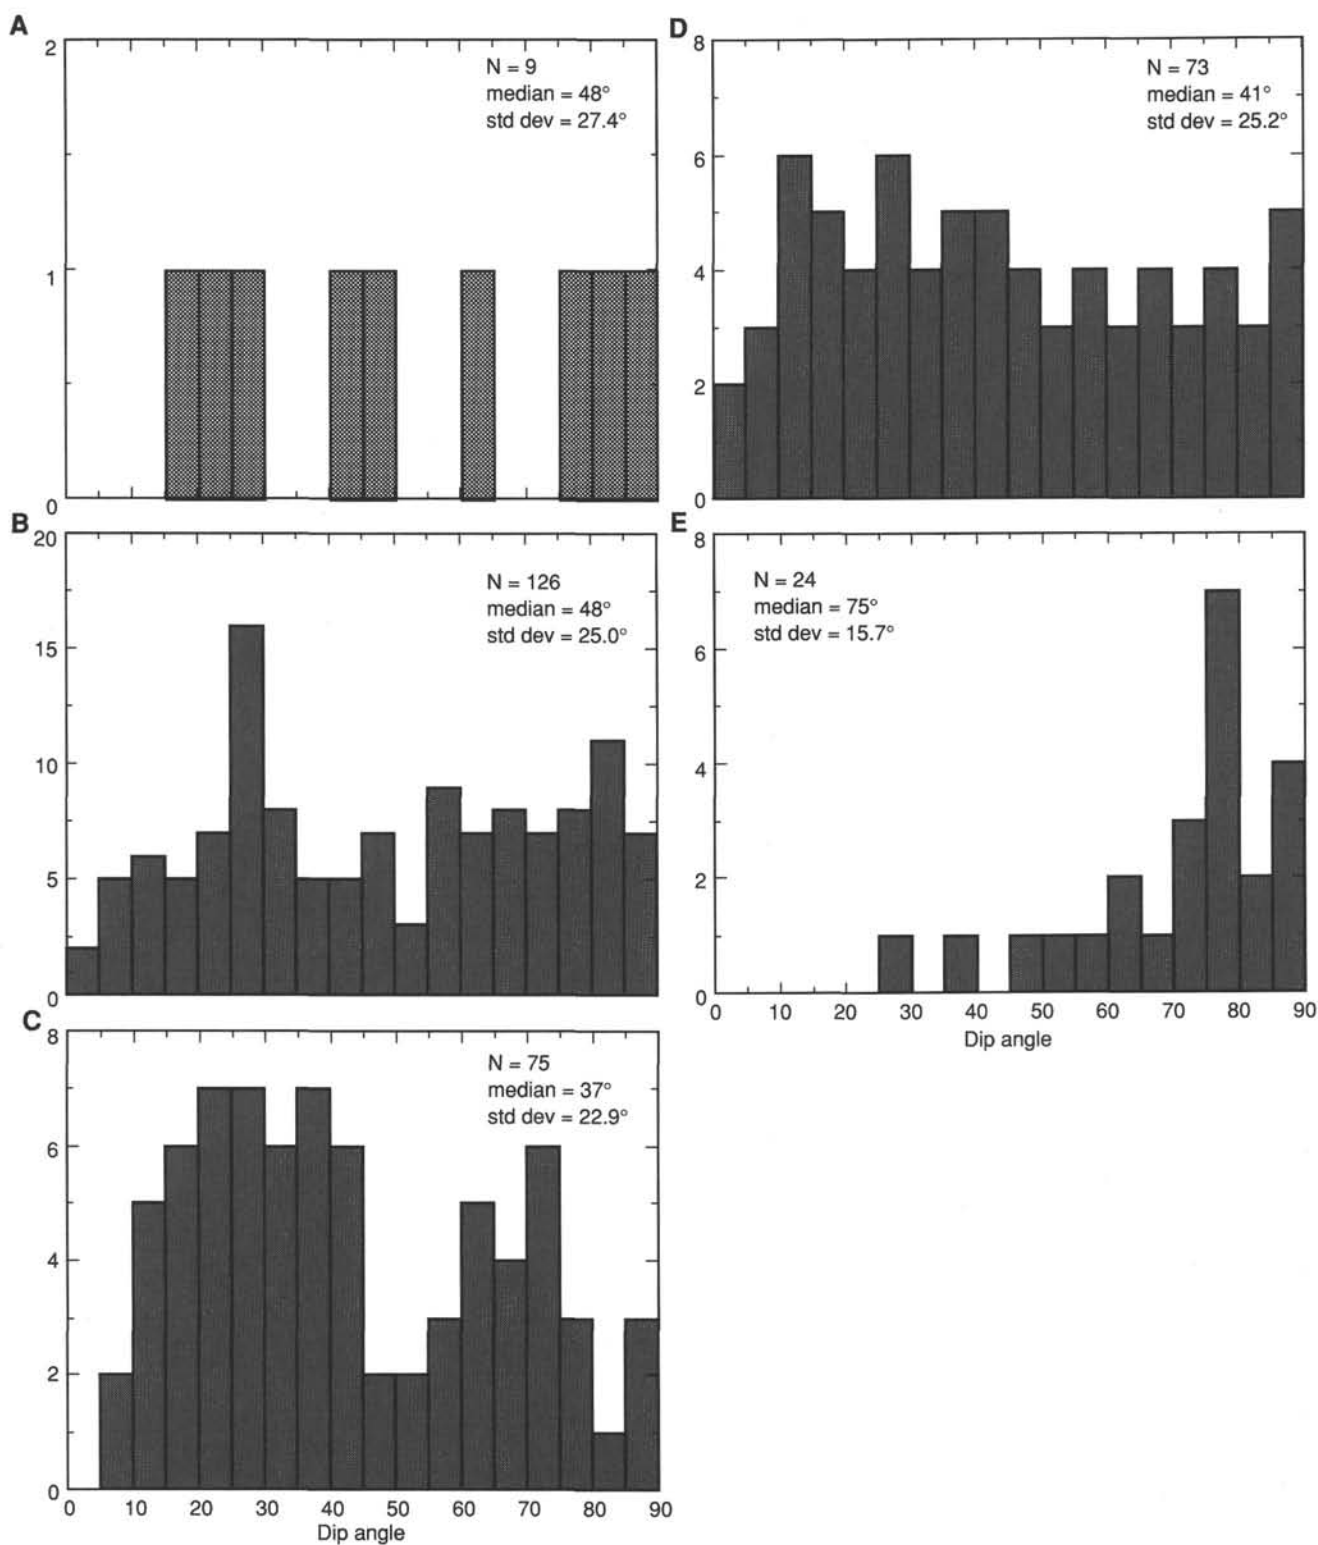 A
2
1
0
N = 9
median = 48°
std dev = 27.4°
B
20
15
10
5
0
N = 126
median = 48°
std dev = 25.0°
C
8
6
4
2
0
N = 75
median = 37°
std dev = 22.9°
0 10 20 30 40 50 60 70 80 90
Dip angle
D
8
6
4
2
0
N = 73
median = 41°
std dev = 25.2°
E
8
6
4
2
0
N = 24
median = 75°
std dev = 15.7°
0 10 20 30 40 50 60 70 80 90
Dip angle